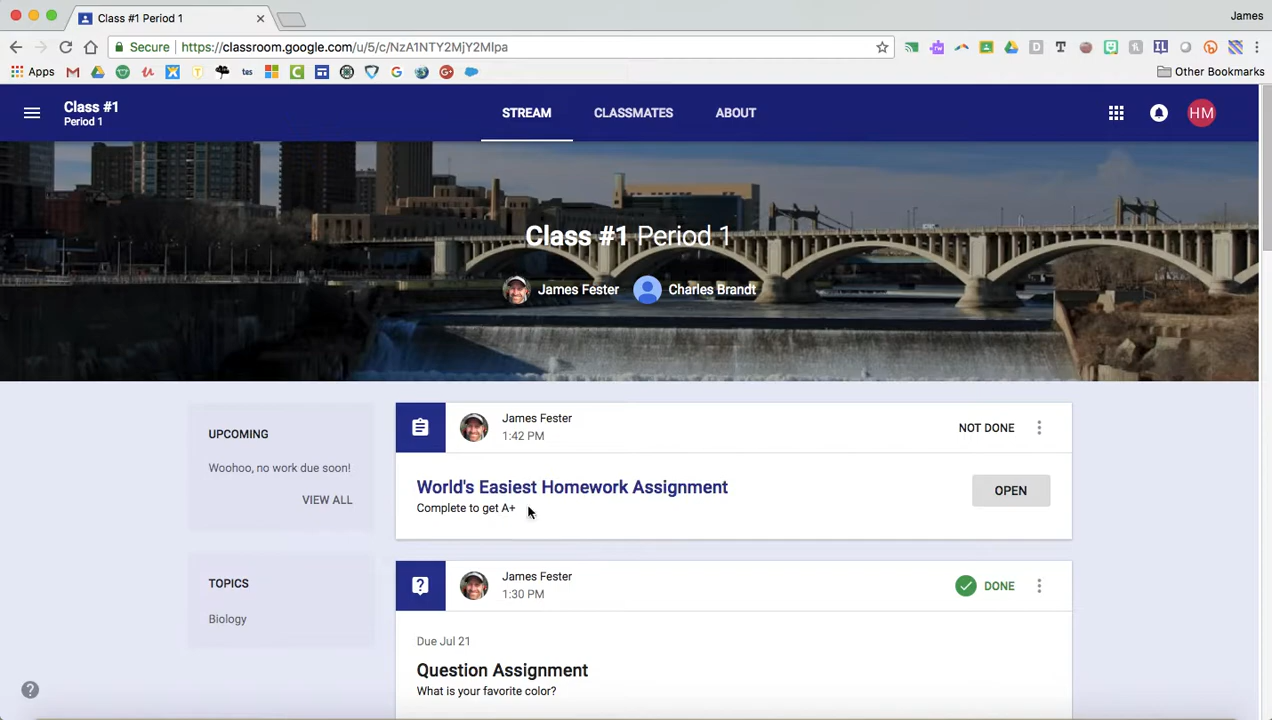 Class #1 Period 1
James
Secure
https://classroom.google.com/u/5/c/NzA1NTY2MjY2Mlpa
Apps
tes
Other Bookmarks
Class #1
Period 1
STREAM
CLASSMATES
ABOUT
HM
Class #1 Period 1
James Fester
Charles Brandt
UPCOMING
Woohoo, no work due soon!
VIEW ALL
TOPICS
Biology
James Fester
1:42 PM
NOT DONE
World's Easiest Homework Assignment
Complete to get A+
OPEN
James Fester
1:30 PM
DONE
Due Jul 21
Question Assignment
What is your favorite color?